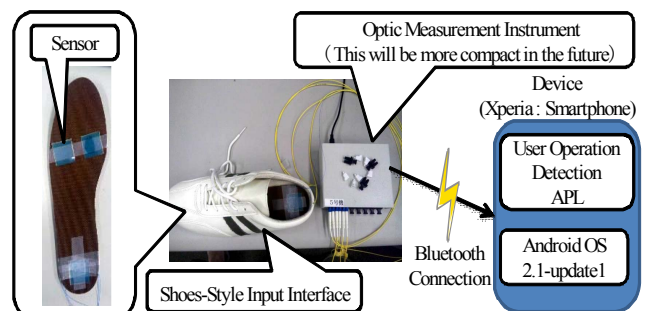 Sensor
Optic Measurement Instrument
( This will be more compact in the future)
Device
(Xperia : Smartphone)
User Operation
Detection
APL
Android OS
2.1-update1
Bluetooth
Connection
Shoes-Style Input Interface